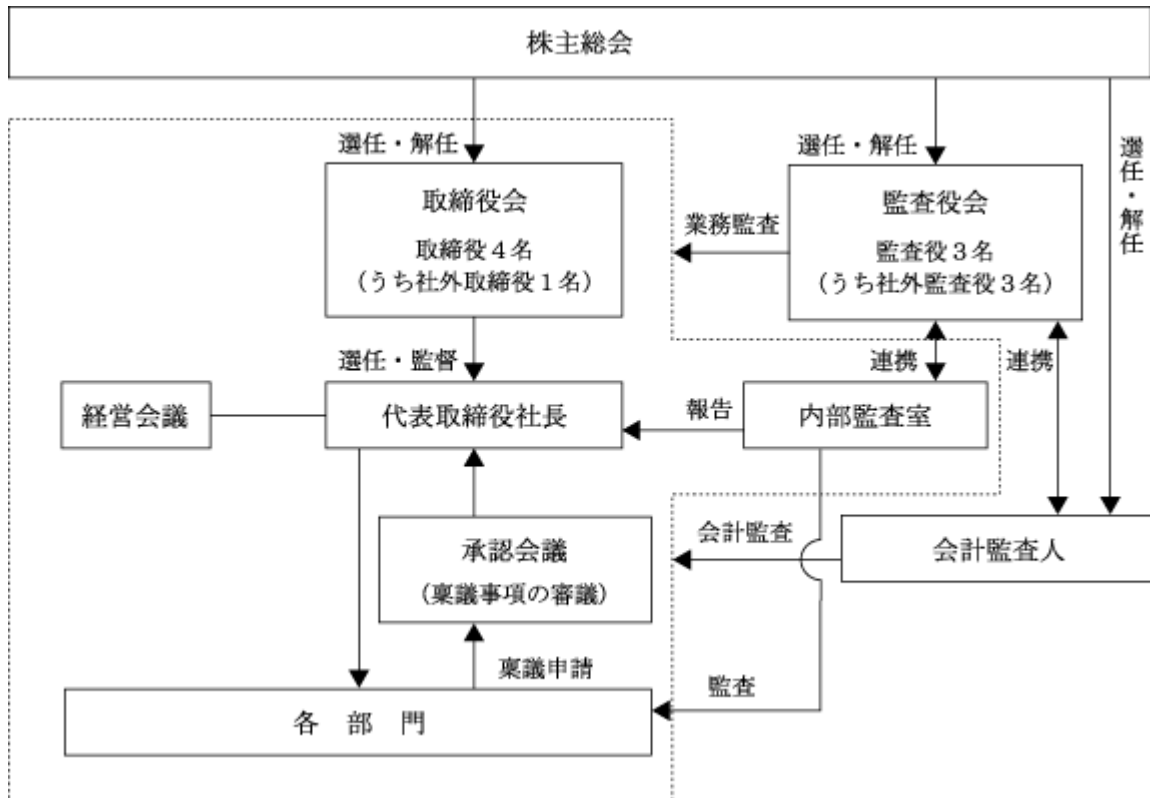 株主総会
選任・解任
選任・解任
選任・解任
取締役会
取締役4名
（うち社外取締役1名）
業務監査
監査役会
監査役3名
（うち社外監査役3名）
選任・監督
連携
連携
経営会議
代表取締役社長
報告
内部監査室
承認会議
（稟議事項の審議）
会計監査
会計監査人
稟議申請
監査
各　部　門